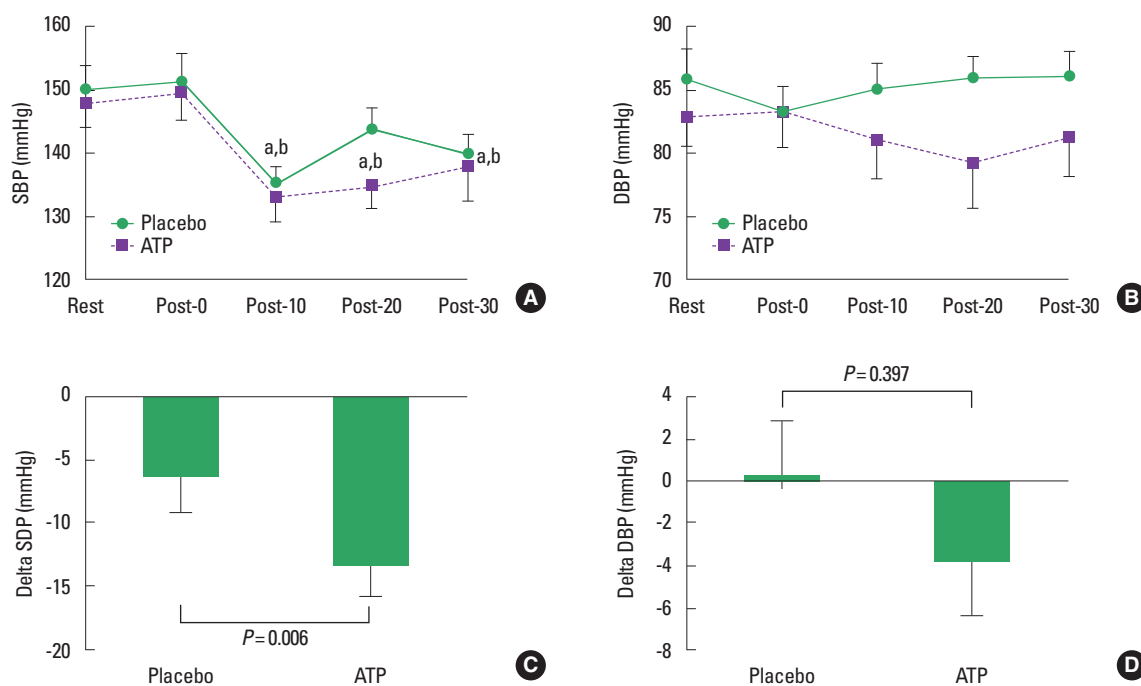 160
150
140
130
120
SBP (mmHg)
a,b
a,b
a,b
Placebo
ATP
Rest Post-0 Post-10 Post-20 Post-30
A
90
85
80
75
70
DBP (mmHg)
Placebo
ATP
Rest Post-0 Post-10 Post-20 Post-30
B
0
-5
-10
-15
-20
Delta SDP (mmHg)
P = 0.006
Placebo ATP
C
P = 0.397
4
2
0
-2
-4
-6
-8
Delta DBP (mmHg)
Placebo ATP
D